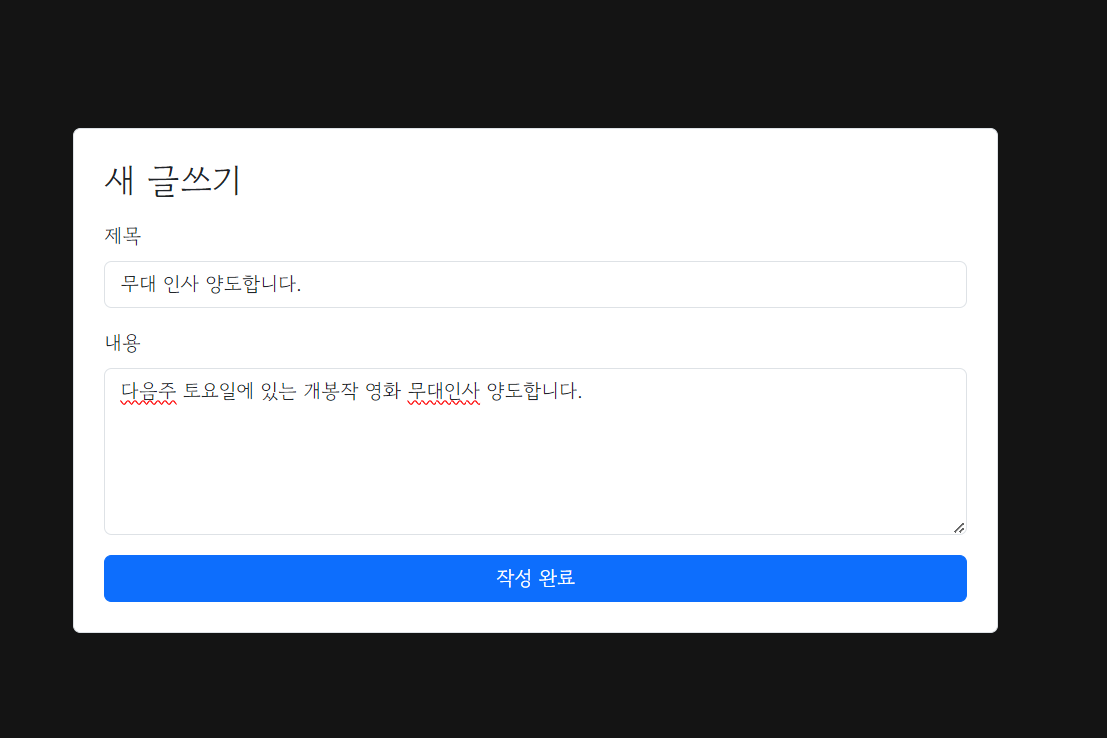 새 글쓰기
제목
무대 인사 양도합니다.
내용
다음주 토요일에 있는 개봉작 영화 무대인사 양도합니다.
작성 완료